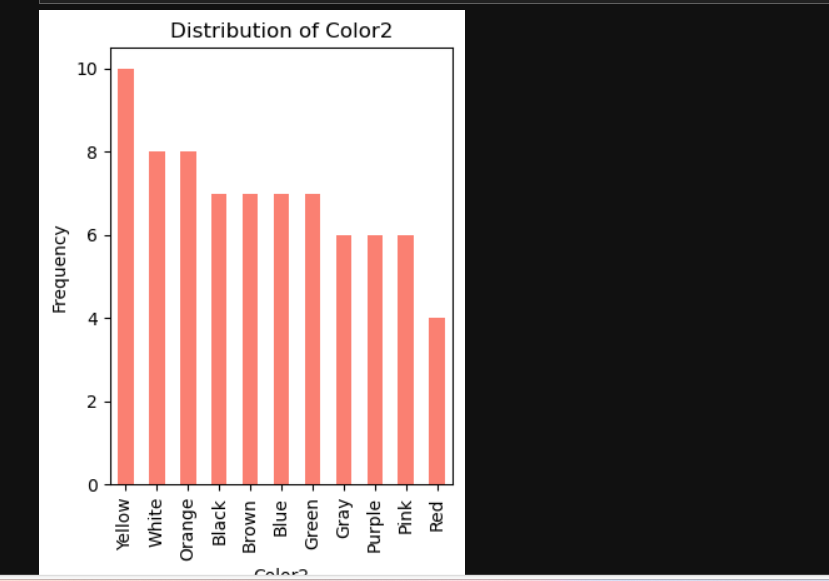 Distribution of Color2
10
8
6
4
2
0
Frequency
Yellow
White
Orange
Black
Brown
Blue
Green
Gray
Purple
Pink
Red
Color2